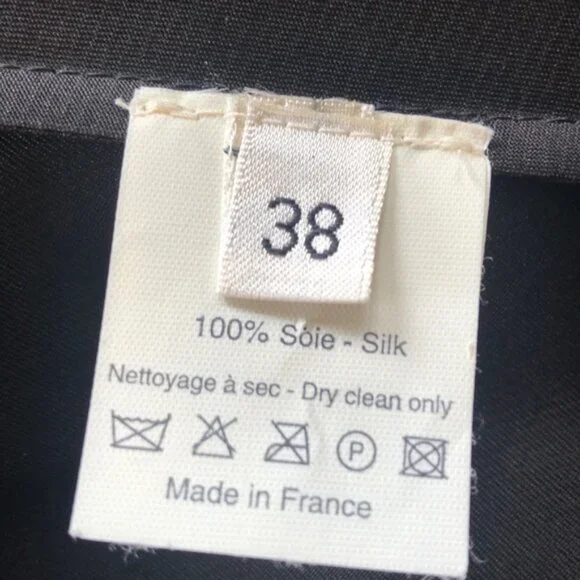 38
100% Soie - Silk
Nettoyage à sec - Dry clean only
P
Made in France